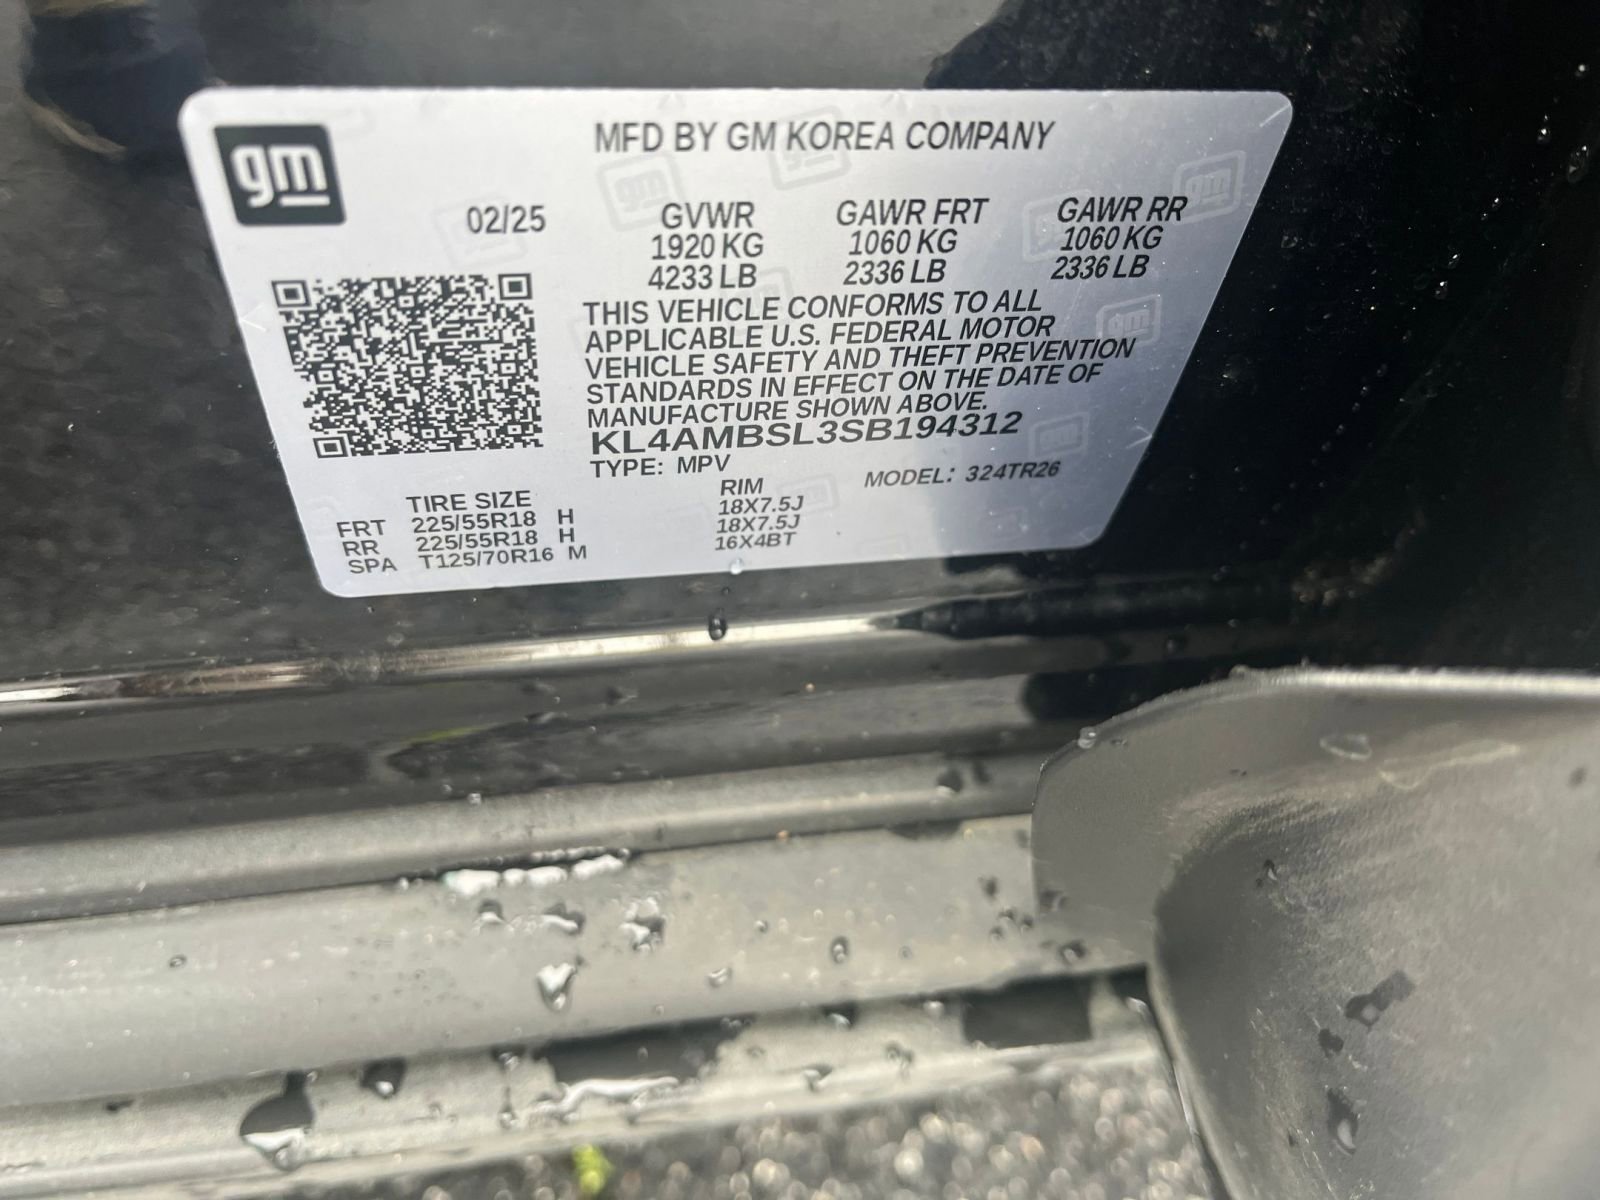 gm
MFD BY GM KOREA COMPANY
02/25 GVWR GAWR FRT GAWR RR
1920 KG 1060 KG 1060 KG
4233 LB 2336 LB 2336 LB
THIS VEHICLE CONFORMS TO ALL
APPLICABLE U.S. FEDERAL MOTOR
VEHICLE SAFETY AND THEFT PREVENTION
STANDARDS IN EFFECT ON THE DATE OF
MANUFACTURE SHOWN ABOVE.
KL4AMBSL3SB194312
TYPE: MPV MODEL: 324TR26
TIRE SIZE RIM
FRT 225/55R18 H 18X7.5J
RR 225/55R18 H 18X7.5J
SPA T125/70R16 M 16X4BT